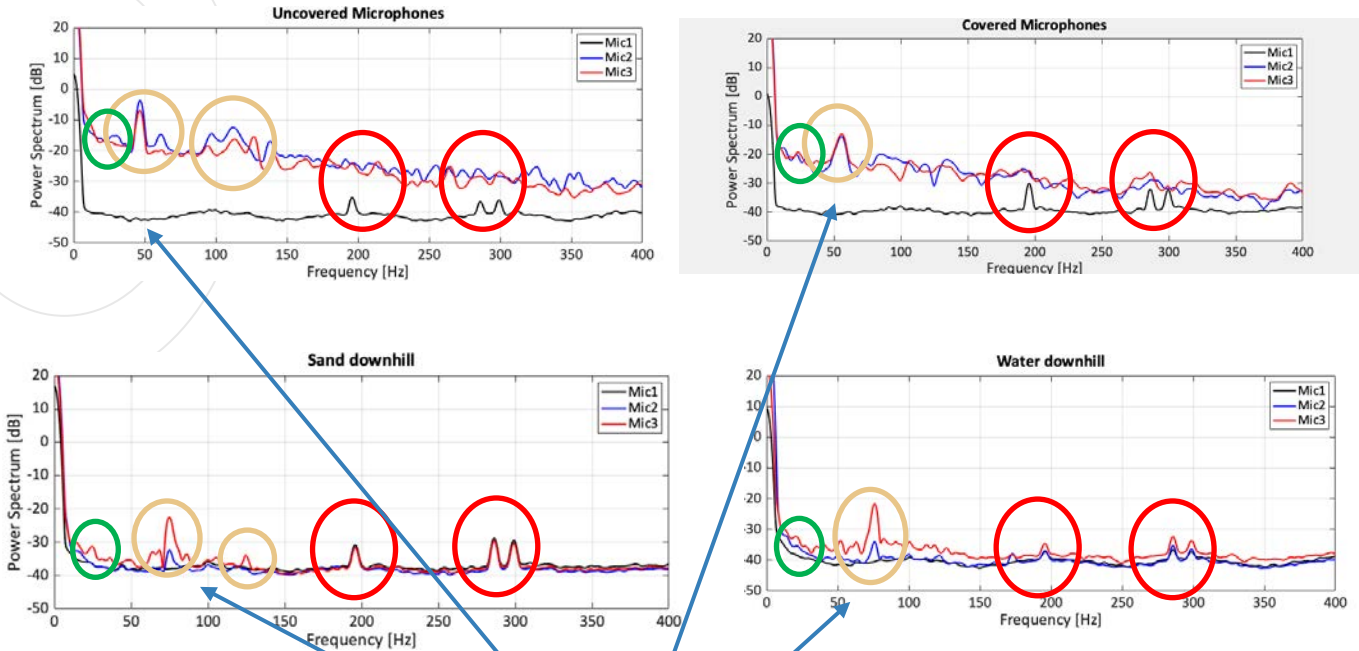 Uncovered Microphones
20
10
0
-10
-20
-30
-40
-50
Power Spectrum [dB]
Mic1
Mic2
Mic3
0 50 100 150 200 250 300 350 400
Frequency [Hz]
Covered Microphones
20
10
0
-10
-20
-30
-40
-50
Power Spectrum [dB]
Mic1
Mic2
Mic3
0 50 100 150 200 250 300 350 400
Frequency [Hz]
Sand downhill
20
10
0
-10
-20
-30
-40
-50
Power Spectrum [dB]
Mic1
Mic2
Mic3
0 50 100 150 200 250 300 350 400
Frequency [Hz]
Water downhill
20
10
0
-10
-20
-30
-40
-50
Power Spectrum [dB]
Mic1
Mic2
Mic3
0 50 100 150 200 250 300 350 400
Frequency [Hz]